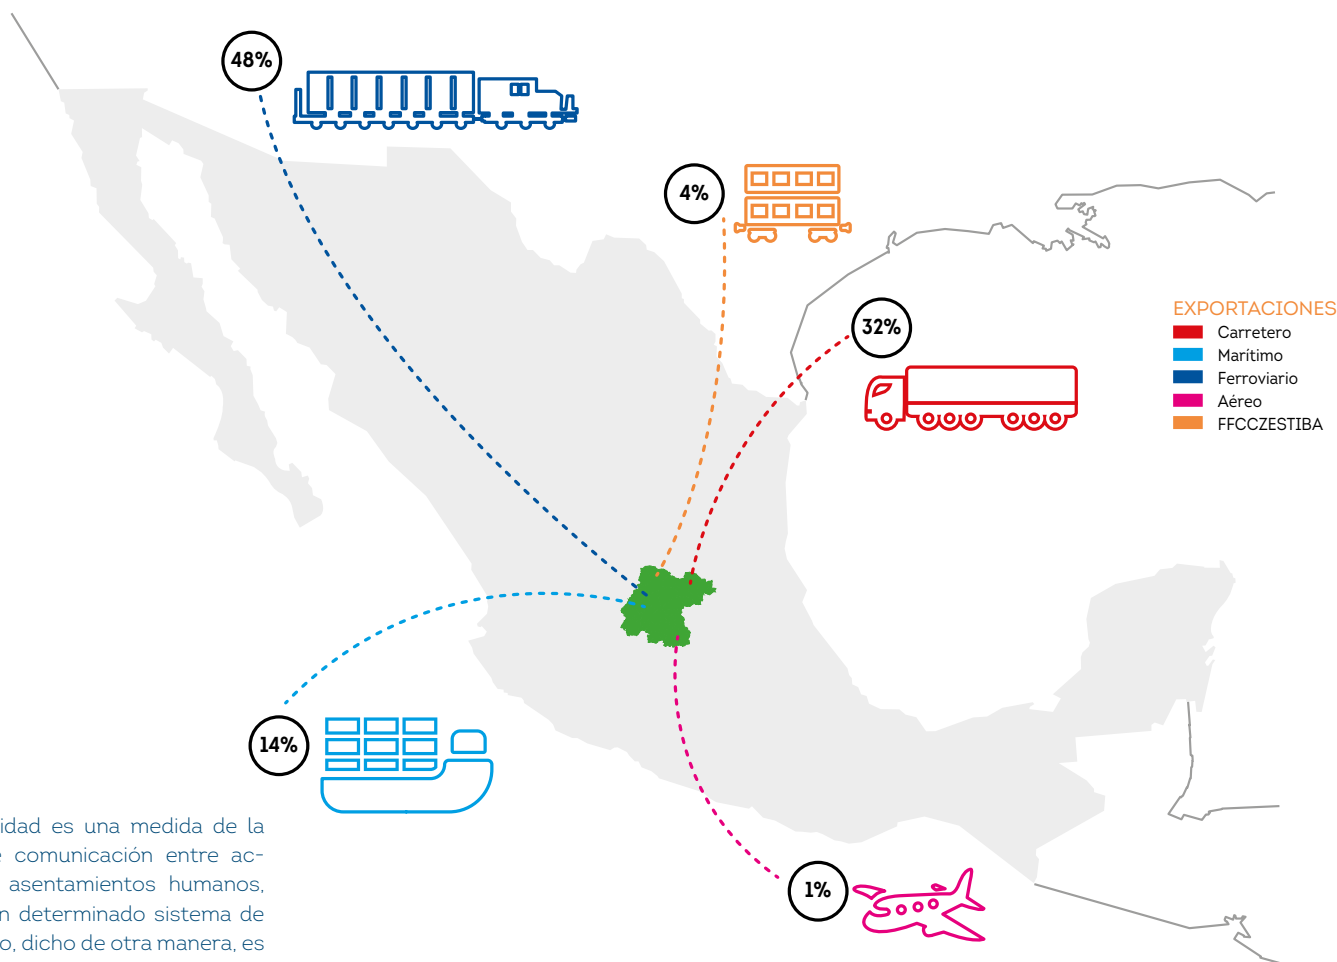 48%
4%
32%
EXPORTACIONES
Carretero
Marítimo
Ferroviario
Aéreo
FFCCZESTIBA
14%
1%
idad es una medida de la
e comunicación entre ac-
asentamientos humanos,
n determinado sistema de
o, dicho de otra manera, es